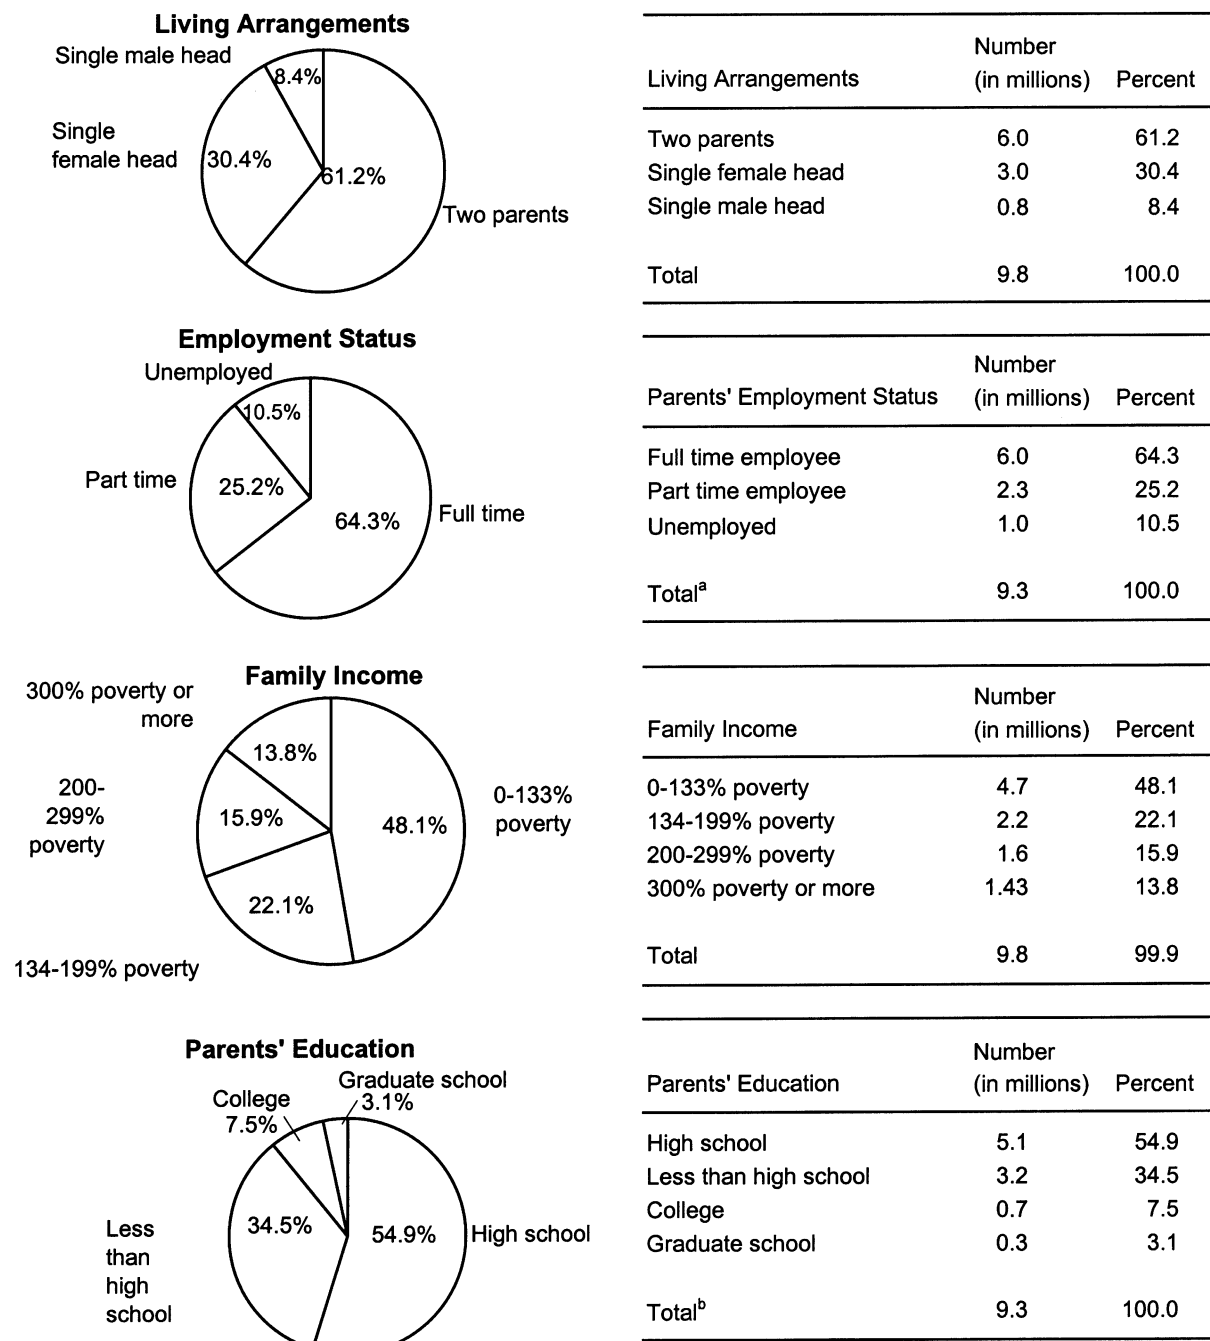 Living Arrangements
Single male head
8.4%
Single
female head
30.4%
61.2%
Two parents
Number
Living Arrangements (in millions) Percent
Two parents 6.0 61.2
Single female head 3.0 30.4
Single male head 0.8 8.4
Total 9.8 100.0
Employment Status
Unemployed
10.5%
Part time
25.2%
64.3%
Full time
Number
Parents' Employment Status (in millions) Percent
Full time employee 6.0 64.3
Part time employee 2.3 25.2
Unemployed 1.0 10.5
Totala 9.3 100.0
Family Income
300% poverty or
more
13.8%
200-
299%
poverty
15.9%
48.1%
0-133%
poverty
22.1%
134-199% poverty
Number
Family Income (in millions) Percent
0-133% poverty 4.7 48.1
134-199% poverty 2.2 22.1
200-299% poverty 1.6 15.9
300% poverty or more 1.43 13.8
Total 9.8 99.9
Parents' Education
Graduate school
3.1%
College
7.5%
34.5%
54.9%
High school
Less
than
high
school
Number
Parents' Education (in millions) Percent
High school 5.1 54.9
Less than high school 3.2 34.5
College 0.7 7.5
Graduate school 0.3 3.1
Totalb 9.3 100.0